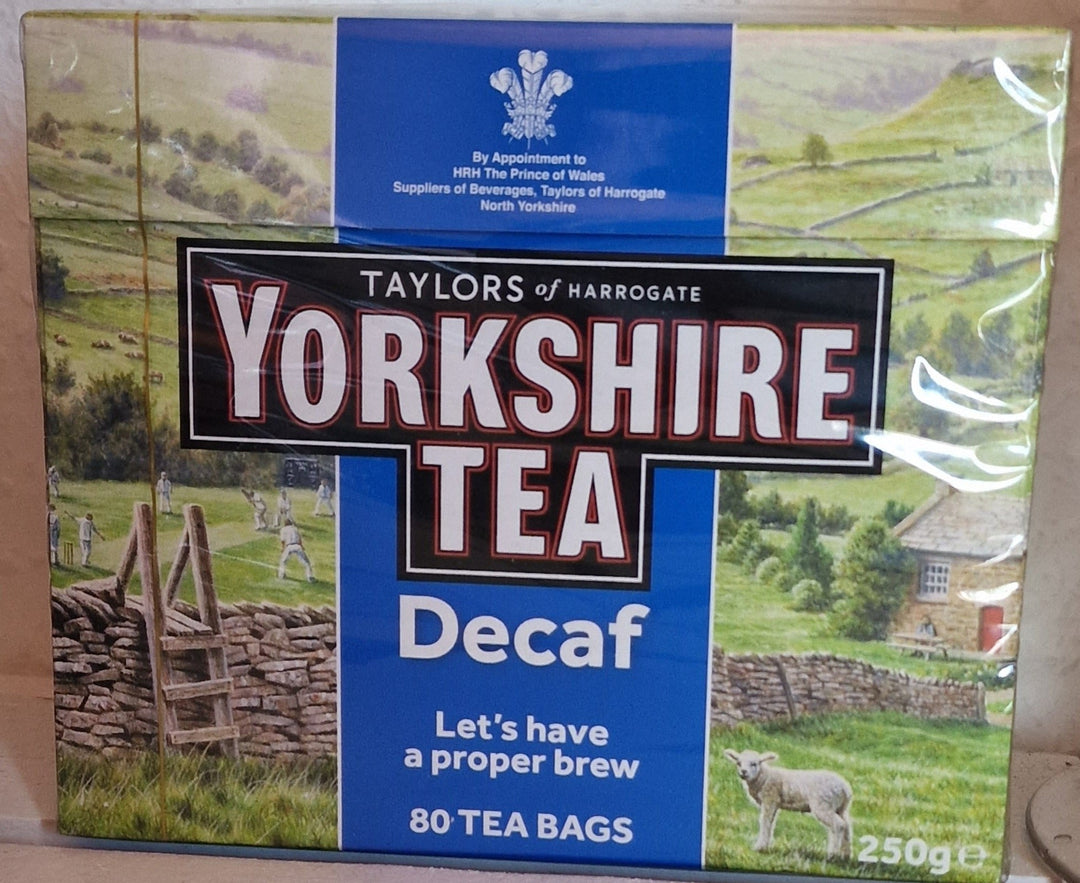 By Appointment to
HRH The Prince of Wales
Suppliers of Beverages, Taylors of Harrogate
North Yorkshire
TAYLORS of HARROGATE
YORKSHIRE
TEA
Decaf
Let's have
a proper brew
80 TEA BAGS
250g ℮